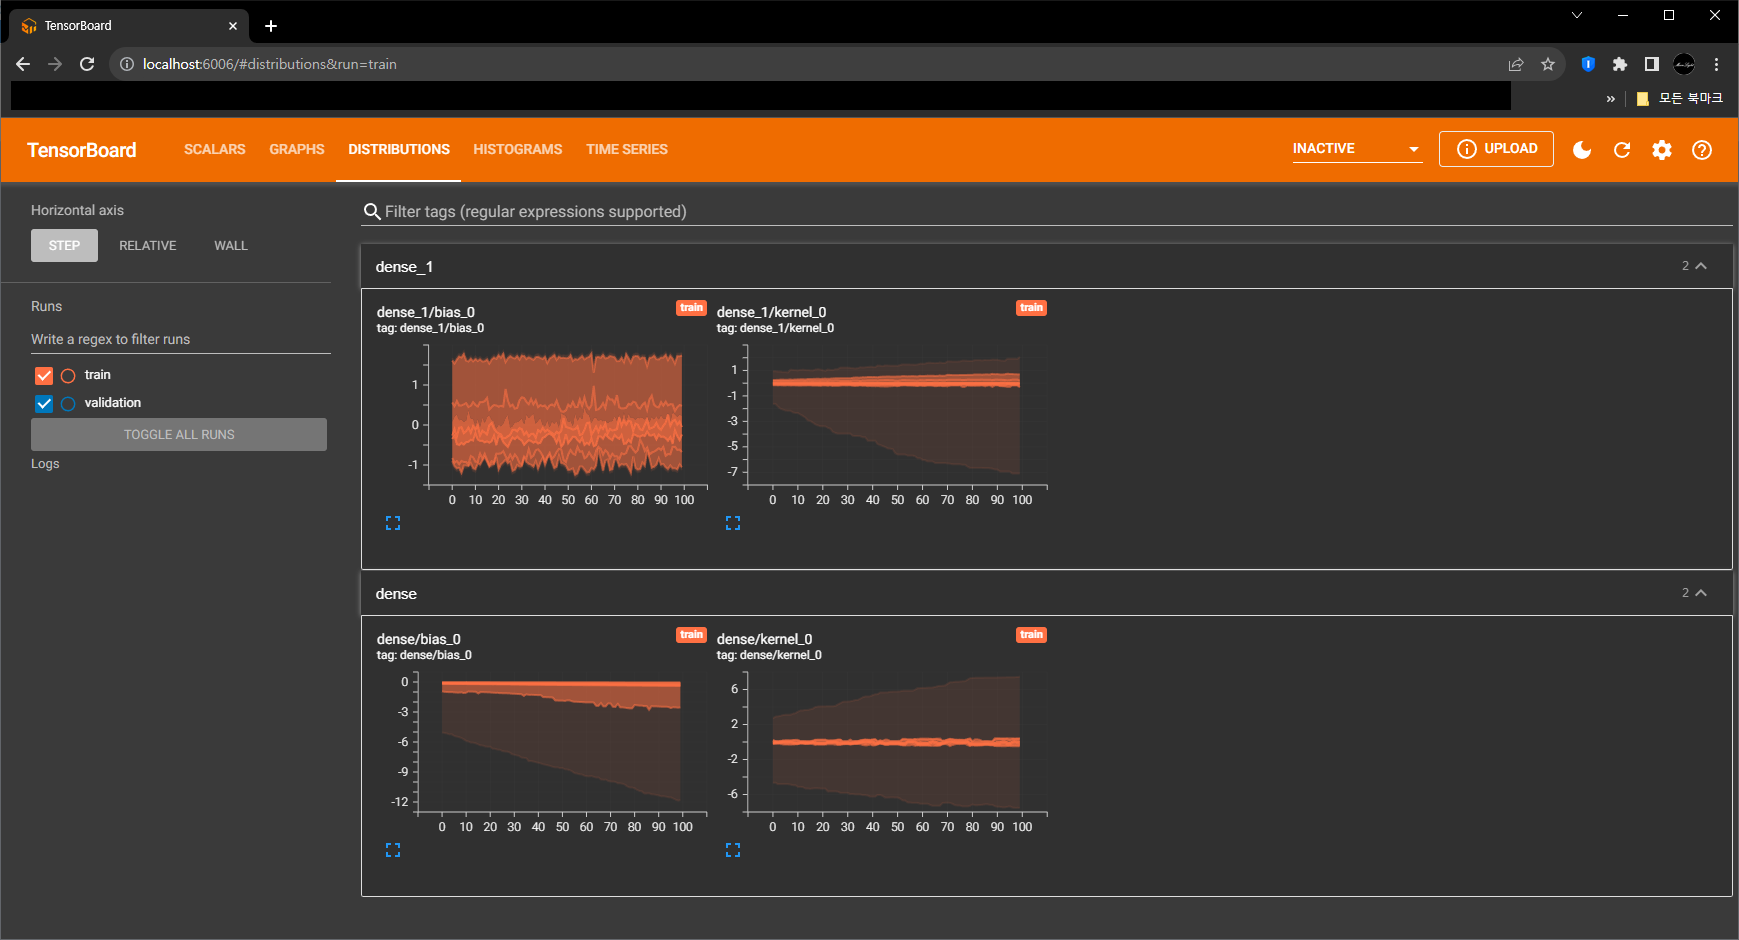 TensorBoard
localhost:6006/#distributions&run=train
» 모든 북마크
TensorBoard SCALARS GRAPHS DISTRIBUTIONS HISTOGRAMS TIME SERIES INACTIVE UPLOAD
Horizontal axis
STEP RELATIVE WALL
Runs
Write a regex to filter runs
train
validation
TOGGLE ALL RUNS
Logs
Filter tags (regular expressions supported)
dense_1 2
dense_1/bias_0 train
tag: dense_1/bias_0
1
0
-1
0 10 20 30 40 50 60 70 80 90 100
dense_1/kernel_0 train
tag: dense_1/kernel_0
1
-1
-3
-5
-7
0 10 20 30 40 50 60 70 80 90 100
dense 2
dense/bias_0 train
tag: dense/bias_0
0
-3
-6
-9
-12
0 10 20 30 40 50 60 70 80 90 100
dense/kernel_0 train
tag: dense/kernel_0
6
2
-2
-6
0 10 20 30 40 50 60 70 80 90 100